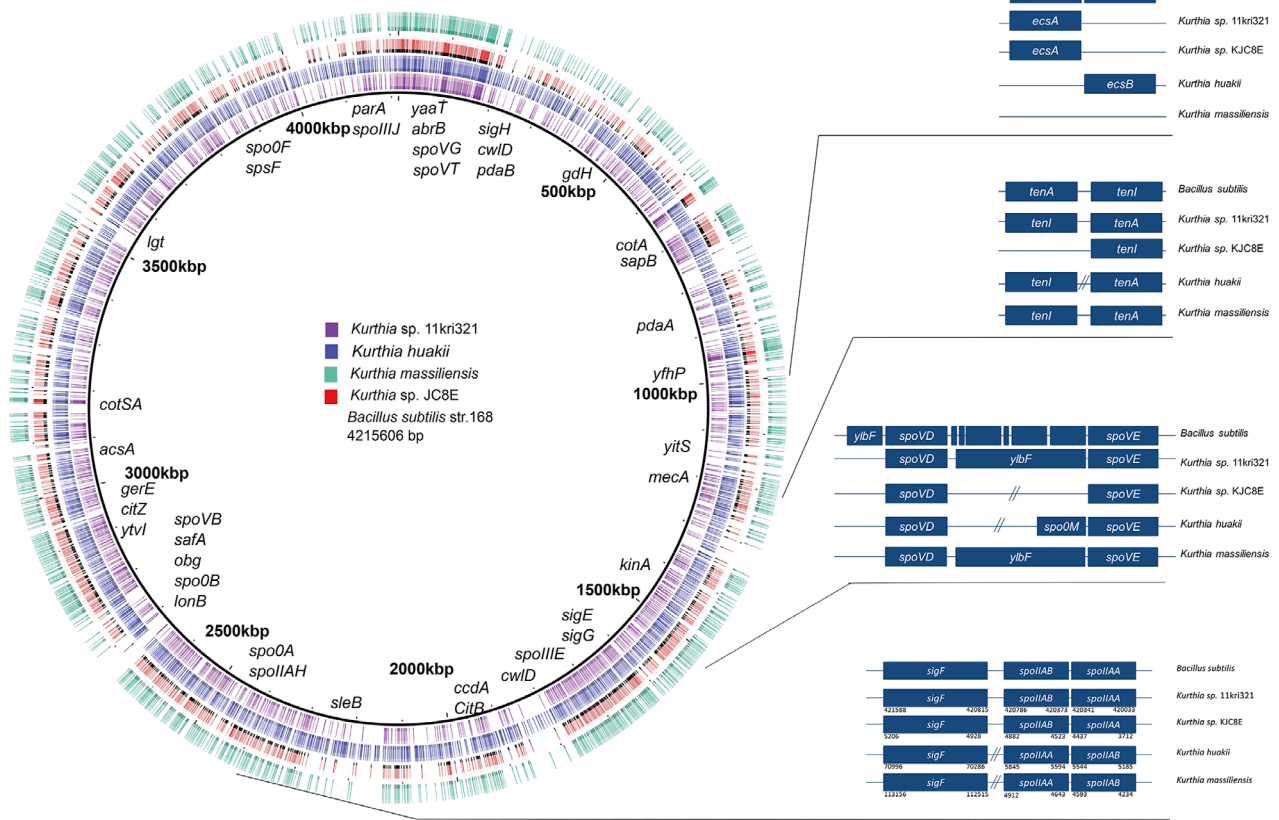 parA
spoIIIJ
yaaT
abrB
spoVG
spoVT
sigH
cwlD
pdaB
4000kbp
spo0F
spsF
gdH
500kbp
lgt
3500kbp
cotA
sapB
pdaA
yfhP
1000kbp
Kurthia sp. 11kri321
Kurthia huakii
Kurthia massiliensis
Kurthia sp. JC8E
Bacillus subtilis str.168
4215606 bp
cotSA
acsA
3000kbp
gerE
citZ
ytvI
spoVB
safA
obg
spo0B
lonB
yitS
mecA
kinA
1500kbp
sigE
sigG
spoIIIE
cwlD
2500kbp
spo0A
spoIIAH
2000kbp
ccdA
CitB
sleB
ecsA Kurthia sp. 11kri321
ecsA Kurthia sp. KJC8E
ecsB Kurthia huakii
Kurthia massiliensis
tenA tenI Bacillus subtilis
tenI tenA Kurthia sp. 11kri321
tenI Kurthia sp. KJC8E
tenI // tenA Kurthia huakii
tenI tenA Kurthia massiliensis
ylbF spoVD spoVE Bacillus subtilis
spoVD ylbF spoVE Kurthia sp. 11kri321
spoVD // spoVE Kurthia sp. KJC8E
spoVD // spo0M spoVE Kurthia huakii
spoVD ylbF spoVE Kurthia massiliensis
sigF spoIIAB spoIIAA Bacillus subtilis
sigF spoIIAB spoIIAA Kurthia sp. 11kri321
421588 420815 420786 420373 420341 420033
sigF spoIIAB spoIIAA Kurthia sp. KJC8E
5206 4928 4882 4523 4437 3712
sigF // spoIIAA spoIIAB Kurthia huakii
70996 70286 5845 5594 5544 5185
sigF // spoIIAA spoIIAB Kurthia massiliensis
113156 112515 4912 4643 4593 4234